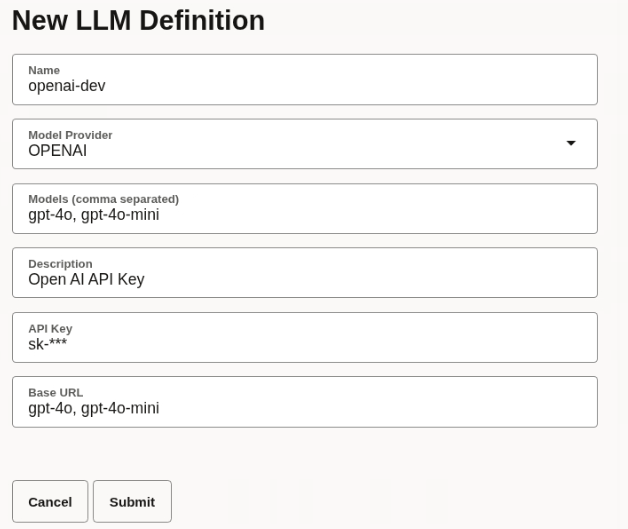 New LLM Definition
Name
openai-dev
Model Provider
OPENAI
Models (comma separated)
gpt-4o, gpt-4o-mini
Description
Open AI API Key
API Key
sk-***
Base URL
gpt-4o, gpt-4o-mini
Cancel Submit